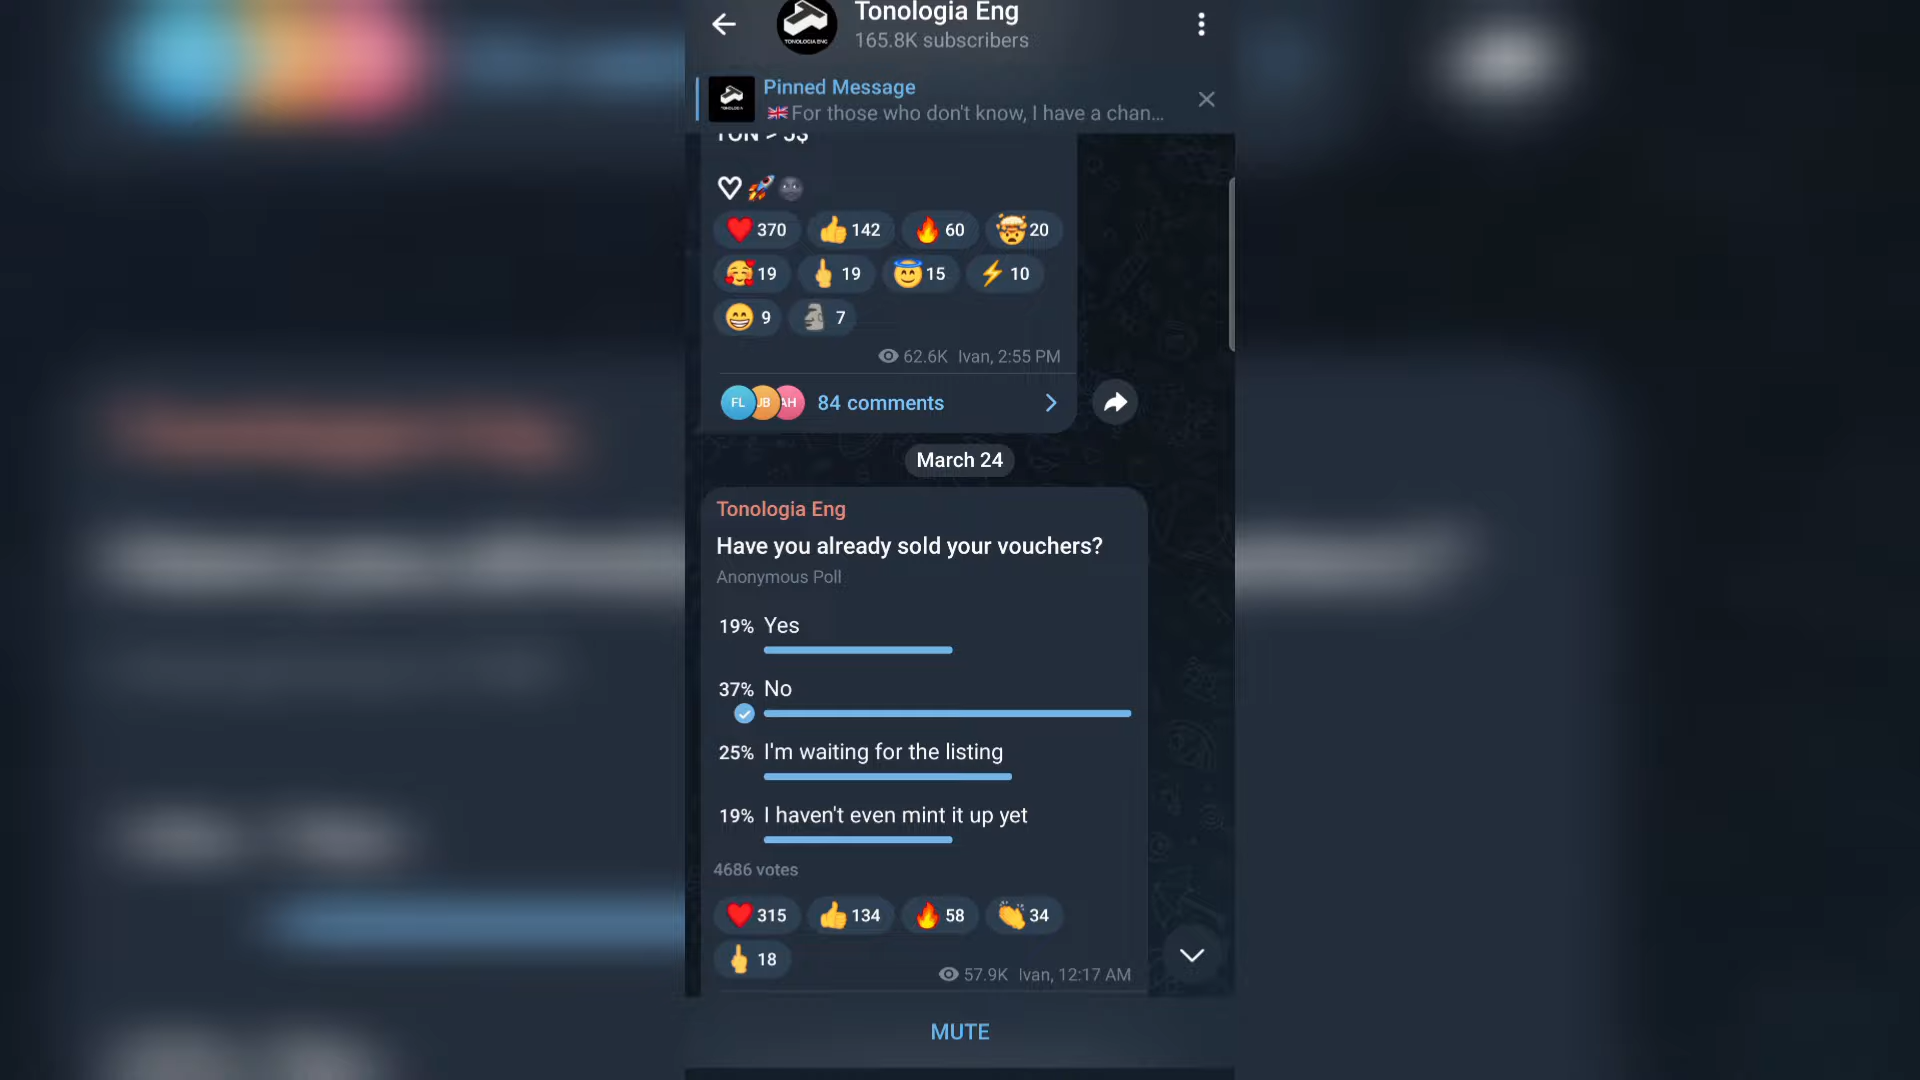 Tonologia Eng
165.8K subscribers
TONOLOGIA ENG
Pinned Message
🇬🇧For those who don't know, I have a chan...
TON > 5$
♡🚀🌚
❤️ 370 👍 142 🔥 60 🤯 20
🥰 19 🖕 19 😇 15 ⚡ 10
😁 9 🗿 7
62.6K Ivan, 2:55 PM
FL JB AH 84 comments
March 24
Tonologia Eng
Have you already sold your vouchers?
Anonymous Poll
19% Yes
37% No
25% I'm waiting for the listing
19% I haven't even mint it up yet
4686 votes
❤️ 315 👍 134 🔥 58 👏 34
🖕 18
57.9K Ivan, 12:17 AM
MUTE